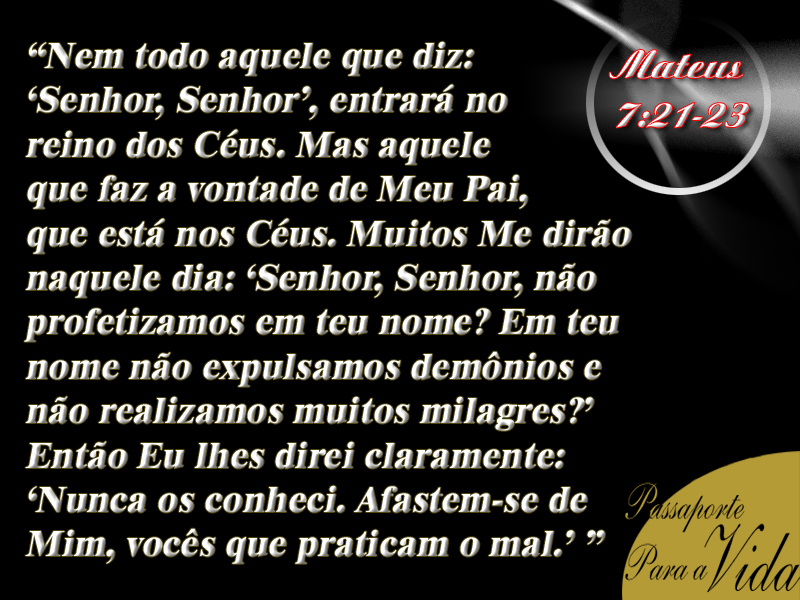 “Nem todo aquele que diz:
‘Senhor, Senhor’, entrará no
reino dos Céus. Mas aquele
que faz a vontade de Meu Pai,
que está nos Céus. Muitos Me dirão
naquele dia: ‘Senhor, Senhor, não
profetizamos em teu nome? Em teu
nome não expulsamos demônios e
não realizamos muitos milagres?’
Então Eu lhes direi claramente:
‘Nunca os conheci. Afastem-se de
Mim, vocês que praticam o mal.’ ”
Mateus
7:21-23
Passaporte
Para a Vida